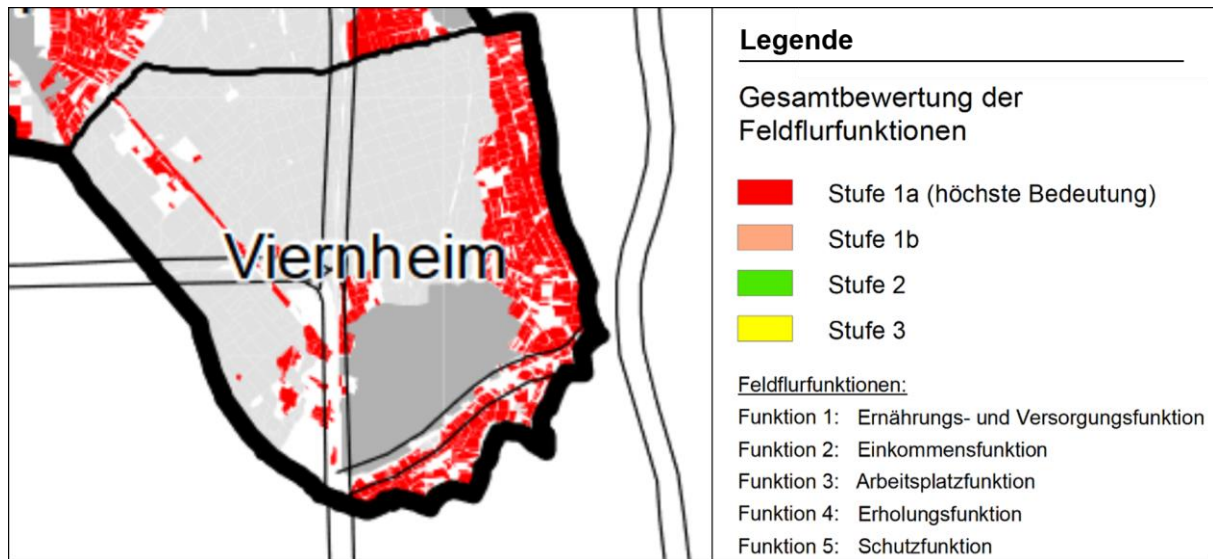 Viernheim
Legende
Gesamtbewertung der
Feldflurfunktionen
Stufe 1a (höchste Bedeutung)
Stufe 1b
Stufe 2
Stufe 3
Feldflurfunktionen:
Funktion 1: Ernährungs- und Versorgungsfunktion
Funktion 2: Einkommensfunktion
Funktion 3: Arbeitsplatzfunktion
Funktion 4: Erholungsfunktion
Funktion 5: Schutzfunktion